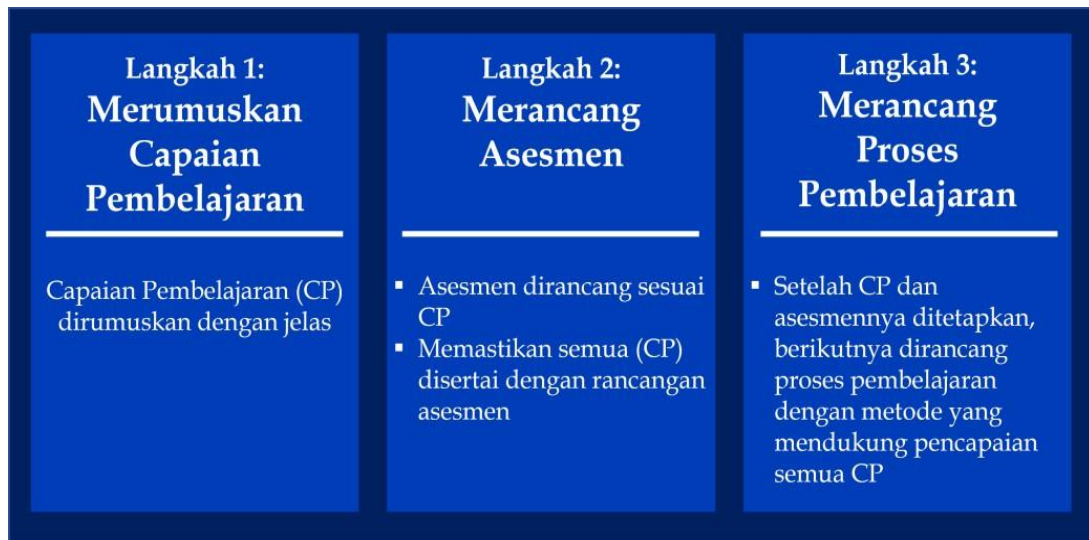 Langkah 1:
Merumuskan
Capaian
Pembelajaran
Capaian Pembelajaran (CP)
dirumuskan dengan jelas
Langkah 2:
Merancang
Asesmen
▪ Asesmen dirancang sesuai
CP
▪ Memastikan semua (CP)
disertai dengan rancangan
asesmen
Langkah 3:
Merancang
Proses
Pembelajaran
▪ Setelah CP dan
asesmennya ditetapkan,
berikutnya dirancang
proses pembelajaran
dengan metode yang
mendukung pencapaian
semua CP